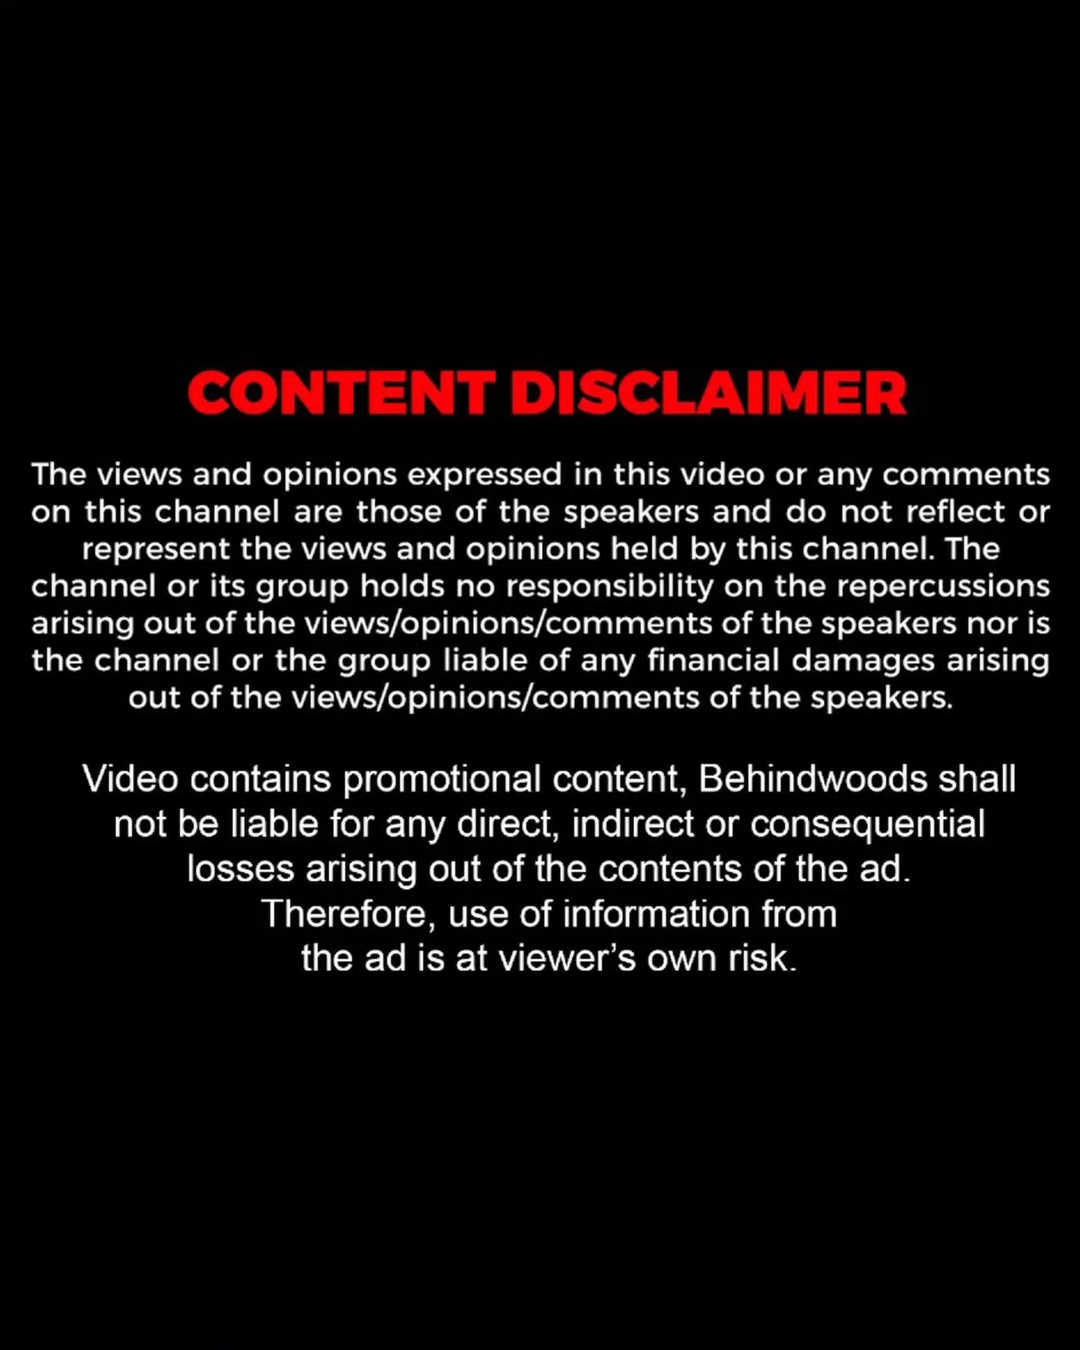 CONTENT DISCLAIMER
The views and opinions expressed in this video or any comments
on this channel are those of the speakers and do not reflect or
represent the views and opinions held by this channel. The
channel or its group holds no responsibility on the repercussions
arising out of the views/opinions/comments of the speakers nor is
the channel or the group liable of any financial damages arising
out of the views/opinions/comments of the speakers.
Video contains promotional content, Behindwoods shall
not be liable for any direct, indirect or consequential
losses arising out of the contents of the ad.
Therefore, use of information from
the ad is at viewer’s own risk.